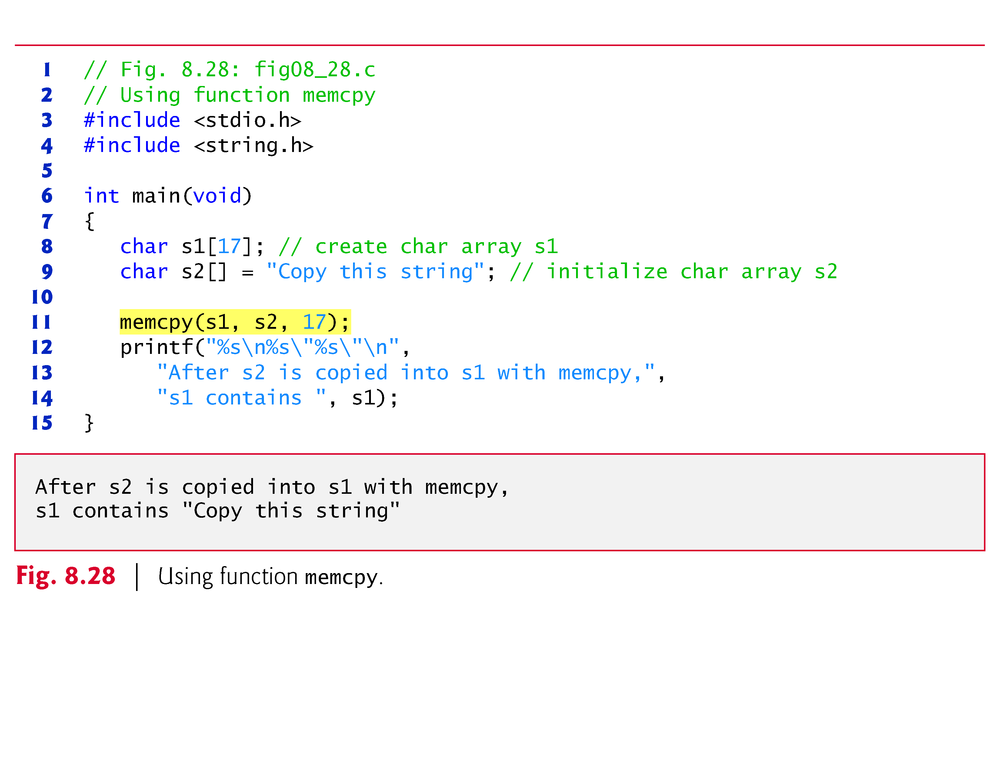 1 // Fig. 8.28: fig08_28.c
2 // Using function memcpy
3 #include <stdio.h>
4 #include <string.h>
5
6 int main(void)
7 {
8    char s1[17]; // create char array s1
9    char s2[] = "Copy this string"; // initialize char array s2
10
11    memcpy(s1, s2, 17);
12    printf("%s\n%s\"%s\"\n",
13       "After s2 is copied into s1 with memcpy,",
14       "s1 contains ", s1);
15 }
After s2 is copied into s1 with memcpy,
s1 contains "Copy this string"
Fig. 8.28 | Using function memcpy.